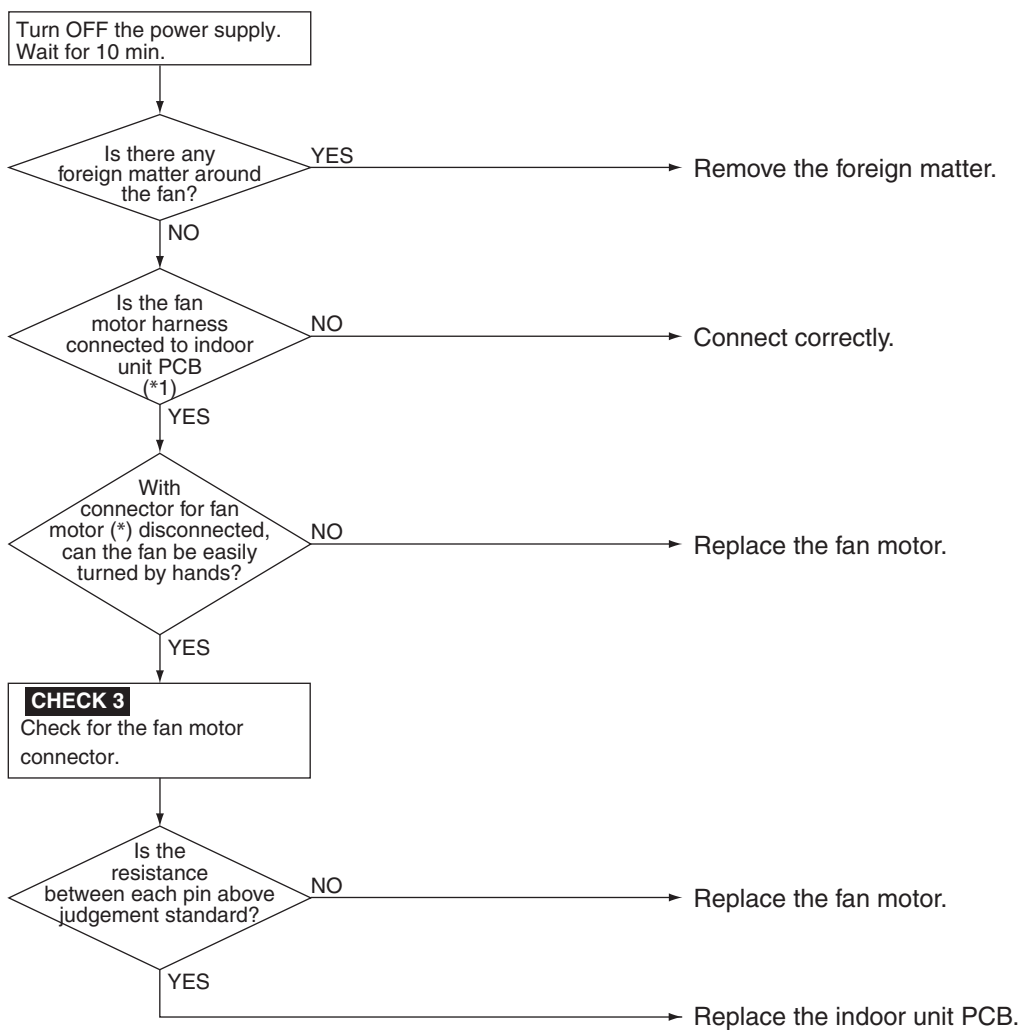 Turn OFF the power supply.
Wait for 10 min.
Is there any
foreign matter around
the fan?
YES
Remove the foreign matter.
NO
Is the fan
motor harness
connected to indoor
unit PCB
(*1)
NO
Connect correctly.
YES
With
connector for fan
motor (*) disconnected,
can the fan be easily
turned by hands?
NO
Replace the fan motor.
YES
CHECK 3
Check for the fan motor
connector.
Is the
resistance
between each pin above
judgement standard?
NO
Replace the fan motor.
YES
Replace the indoor unit PCB.